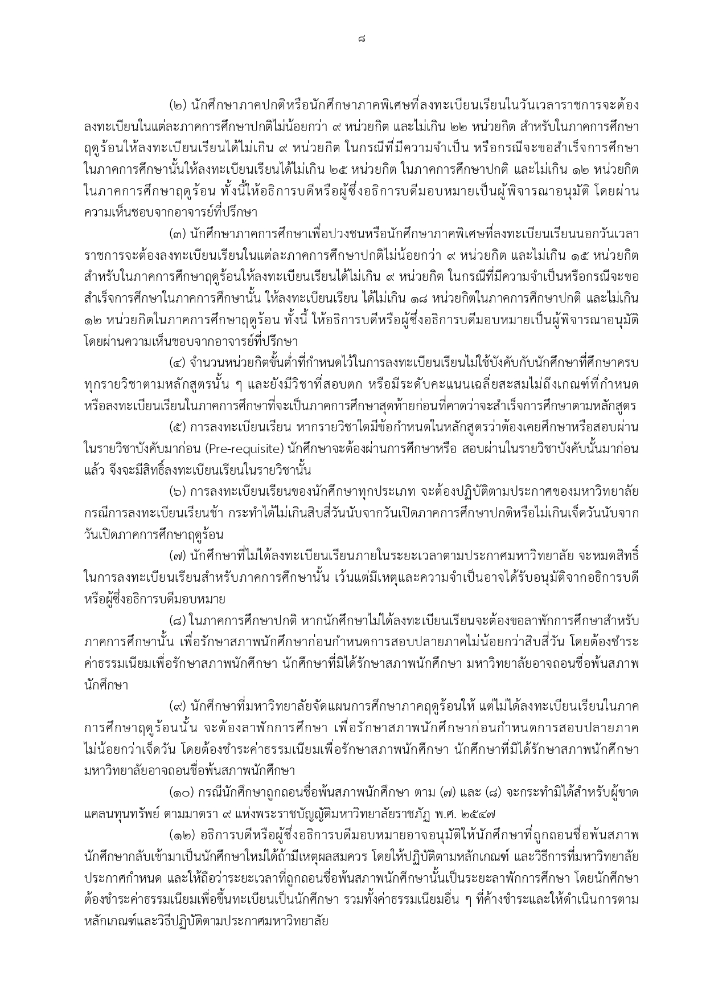 ๘
(๒) นักศึกษาภาคปกติหรือนักศึกษาภาคพิเศษที่ลงทะเบียนเรียนในวันเวลาราชการจะต้อง
ลงทะเบียนในแต่ละภาคการศึกษาปกติไม่น้อยกว่า ๙ หน่วยกิต และไม่เกิน ๒๒ หน่วยกิต สำหรับในภาคการศึกษา
ฤดูร้อนให้ลงทะเบียนเรียนได้ไม่เกิน ๙ หน่วยกิต ในกรณีที่มีความจำเป็น หรือกรณีจะขอสำเร็จการศึกษา
ในภาคการศึกษานั้นให้ลงทะเบียนเรียนได้ไม่เกิน ๒๕ หน่วยกิต ในภาคการศึกษาปกติ และไม่เกิน ๑๒ หน่วยกิต
ในภาคการศึกษาฤดูร้อน ทั้งนี้ให้อธิการบดีหรือผู้ซึ่งอธิการบดีมอบหมายเป็นผู้พิจารณาอนุมัติ โดยผ่าน
ความเห็นชอบจากอาจารย์ที่ปรึกษา
(๓) นักศึกษาภาคการศึกษาเพื่อปวงชนหรือนักศึกษาภาคพิเศษที่ลงทะเบียนเรียนนอกวันเวลา
ราชการจะต้องลงทะเบียนเรียนในแต่ละภาคการศึกษาปกติไม่น้อยกว่า ๙ หน่วยกิต และไม่เกิน ๑๕ หน่วยกิต
สำหรับในภาคการศึกษาฤดูร้อนให้ลงทะเบียนเรียนได้ไม่เกิน ๙ หน่วยกิต ในกรณีที่มีความจำเป็นหรือกรณีจะขอ
สำเร็จการศึกษาในภาคการศึกษานั้น ให้ลงทะเบียนเรียน ได้ไม่เกิน ๑๘ หน่วยกิตในภาคการศึกษาปกติ และไม่เกิน
๑๒ หน่วยกิตในภาคการศึกษาฤดูร้อน ทั้งนี้ ให้อธิการบดีหรือผู้ซึ่งอธิการบดีมอบหมายเป็นผู้พิจารณาอนุมัติ
โดยผ่านความเห็นชอบจากอาจารย์ที่ปรึกษา
(๔) จำนวนหน่วยกิตขั้นต่ำที่กำหนดไว้ในการลงทะเบียนเรียนไม่ใช้บังคับกับนักศึกษาที่ศึกษาครบ
ทุกรายวิชาตามหลักสูตรนั้น ๆ และยังมีวิชาที่สอบตก หรือมีระดับคะแนนเฉลี่ยสะสมไม่ถึงเกณฑ์ที่กำหนด
หรือลงทะเบียนเรียนในภาคการศึกษาที่จะเป็นภาคการศึกษาสุดท้ายก่อนที่คาดว่าจะสำเร็จการศึกษาตามหลักสูตร
(๕) การลงทะเบียนเรียน หากรายวิชาใดมีข้อกำหนดในหลักสูตรว่าต้องเคยศึกษาหรือสอบผ่าน
ในรายวิชาบังคับมาก่อน (Pre-requisite) นักศึกษาจะต้องผ่านการศึกษาหรือ สอบผ่านในรายวิชาบังคับนั้นมาก่อน
แล้ว จึงจะมีสิทธิ์ลงทะเบียนเรียนในรายวิชานั้น
(๖) การลงทะเบียนเรียนของนักศึกษาทุกประเภท จะต้องปฏิบัติตามประกาศของมหาวิทยาลัย
กรณีการลงทะเบียนเรียนช้า กระทำได้ไม่เกินสิบสี่วันนับจากวันเปิดภาคการศึกษาปกติหรือไม่เกินเจ็ดวันนับจาก
วันเปิดภาคการศึกษาฤดูร้อน
(๗) นักศึกษาที่ไม่ได้ลงทะเบียนเรียนภายในระยะเวลาตามประกาศมหาวิทยาลัย จะหมดสิทธิ์
ในการลงทะเบียนเรียนสำหรับภาคการศึกษานั้น เว้นแต่มีเหตุและความจำเป็นอาจได้รับอนุมัติจากอธิการบดี
หรือผู้ซึ่งอธิการบดีมอบหมาย
(๘) ในภาคการศึกษาปกติ หากนักศึกษาไม่ได้ลงทะเบียนเรียนจะต้องขอลาพักการศึกษาสำหรับ
ภาคการศึกษานั้น เพื่อรักษาสภาพนักศึกษาก่อนกำหนดการสอบปลายภาคไม่น้อยกว่าสิบสี่วัน โดยต้องชำระ
ค่าธรรมเนียมเพื่อรักษาสภาพนักศึกษา นักศึกษาที่มิได้รักษาสภาพนักศึกษา มหาวิทยาลัยอาจถอนชื่อพ้นสภาพ
นักศึกษา
(๙) นักศึกษาที่มหาวิทยาลัยจัดแผนการศึกษาภาคฤดูร้อนให้ แต่ไม่ได้ลงทะเบียนเรียนในภาค
การศึกษาฤดูร้อนนั้น จะต้องลาพักการศึกษา เพื่อรักษาสภาพนักศึกษาก่อนกำหนดการสอบปลายภาค
ไม่น้อยกว่าเจ็ดวัน โดยต้องชำระค่าธรรมเนียมเพื่อรักษาสภาพนักศึกษา นักศึกษาที่มิได้รักษาสภาพนักศึกษา
มหาวิทยาลัยอาจถอนชื่อพ้นสภาพนักศึกษา
(๑๐) กรณีนักศึกษาถูกถอนชื่อพ้นสภาพนักศึกษา ตาม (๗) และ (๘) จะกระทำมิได้สำหรับผู้ขาด
แคลนทุนทรัพย์ ตามมาตรา ๙ แห่งพระราชบัญญัติมหาวิทยาลัยราชภัฏ พ.ศ. ๒๕๔๗
(๑๒) อธิการบดีหรือผู้ซึ่งอธิการบดีมอบหมายอาจอนุมัติให้นักศึกษาที่ถูกถอนชื่อพ้นสภาพ
นักศึกษากลับเข้ามาเป็นนักศึกษาใหม่ได้ถ้ามีเหตุผลสมควร โดยให้ปฏิบัติตามหลักเกณฑ์ และวิธีการที่มหาวิทยาลัย
ประกาศกำหนด และให้ถือว่าระยะเวลาที่ถูกถอนชื่อพ้นสภาพนักศึกษานั้นเป็นระยะลาพักการศึกษา โดยนักศึกษา
ต้องชำระค่าธรรมเนียมเพื่อขึ้นทะเบียนเป็นนักศึกษา รวมทั้งค่าธรรมเนียมอื่น ๆ ที่ค้างชำระและให้ดำเนินการตาม
หลักเกณฑ์และวิธีปฏิบัติตามประกาศมหาวิทยาลัย